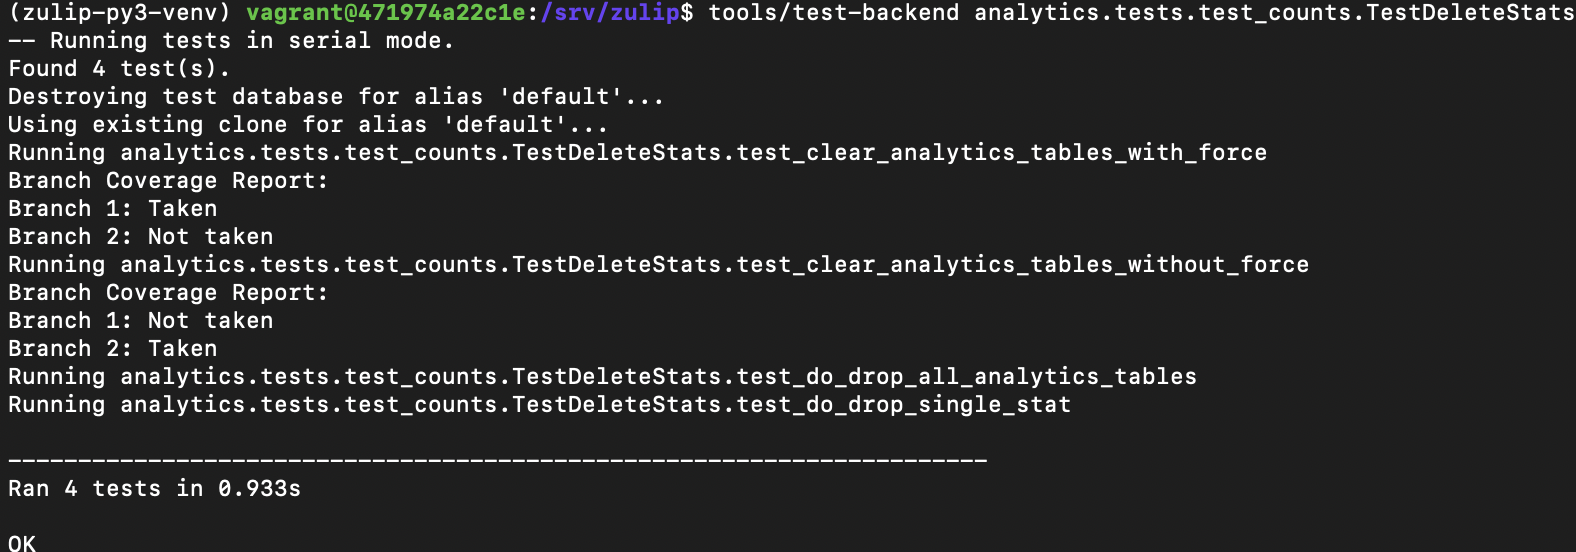 (zulip-py3-venv) vagrant@471974a22c1e:/srv/zulip$ tools/test-backend analytics.tests.test_counts.TestDeleteStats
-- Running tests in serial mode.
Found 4 test(s).
Destroying test database for alias 'default'...
Using existing clone for alias 'default'...
Running analytics.tests.test_counts.TestDeleteStats.test_clear_analytics_tables_with_force
Branch Coverage Report:
Branch 1: Taken
Branch 2: Not taken
Running analytics.tests.test_counts.TestDeleteStats.test_clear_analytics_tables_without_force
Branch Coverage Report:
Branch 1: Not taken
Branch 2: Taken
Running analytics.tests.test_counts.TestDeleteStats.test_do_drop_all_analytics_tables
Running analytics.tests.test_counts.TestDeleteStats.test_do_drop_single_stat
----------------------------------------------------------------------
Ran 4 tests in 0.933s
OK